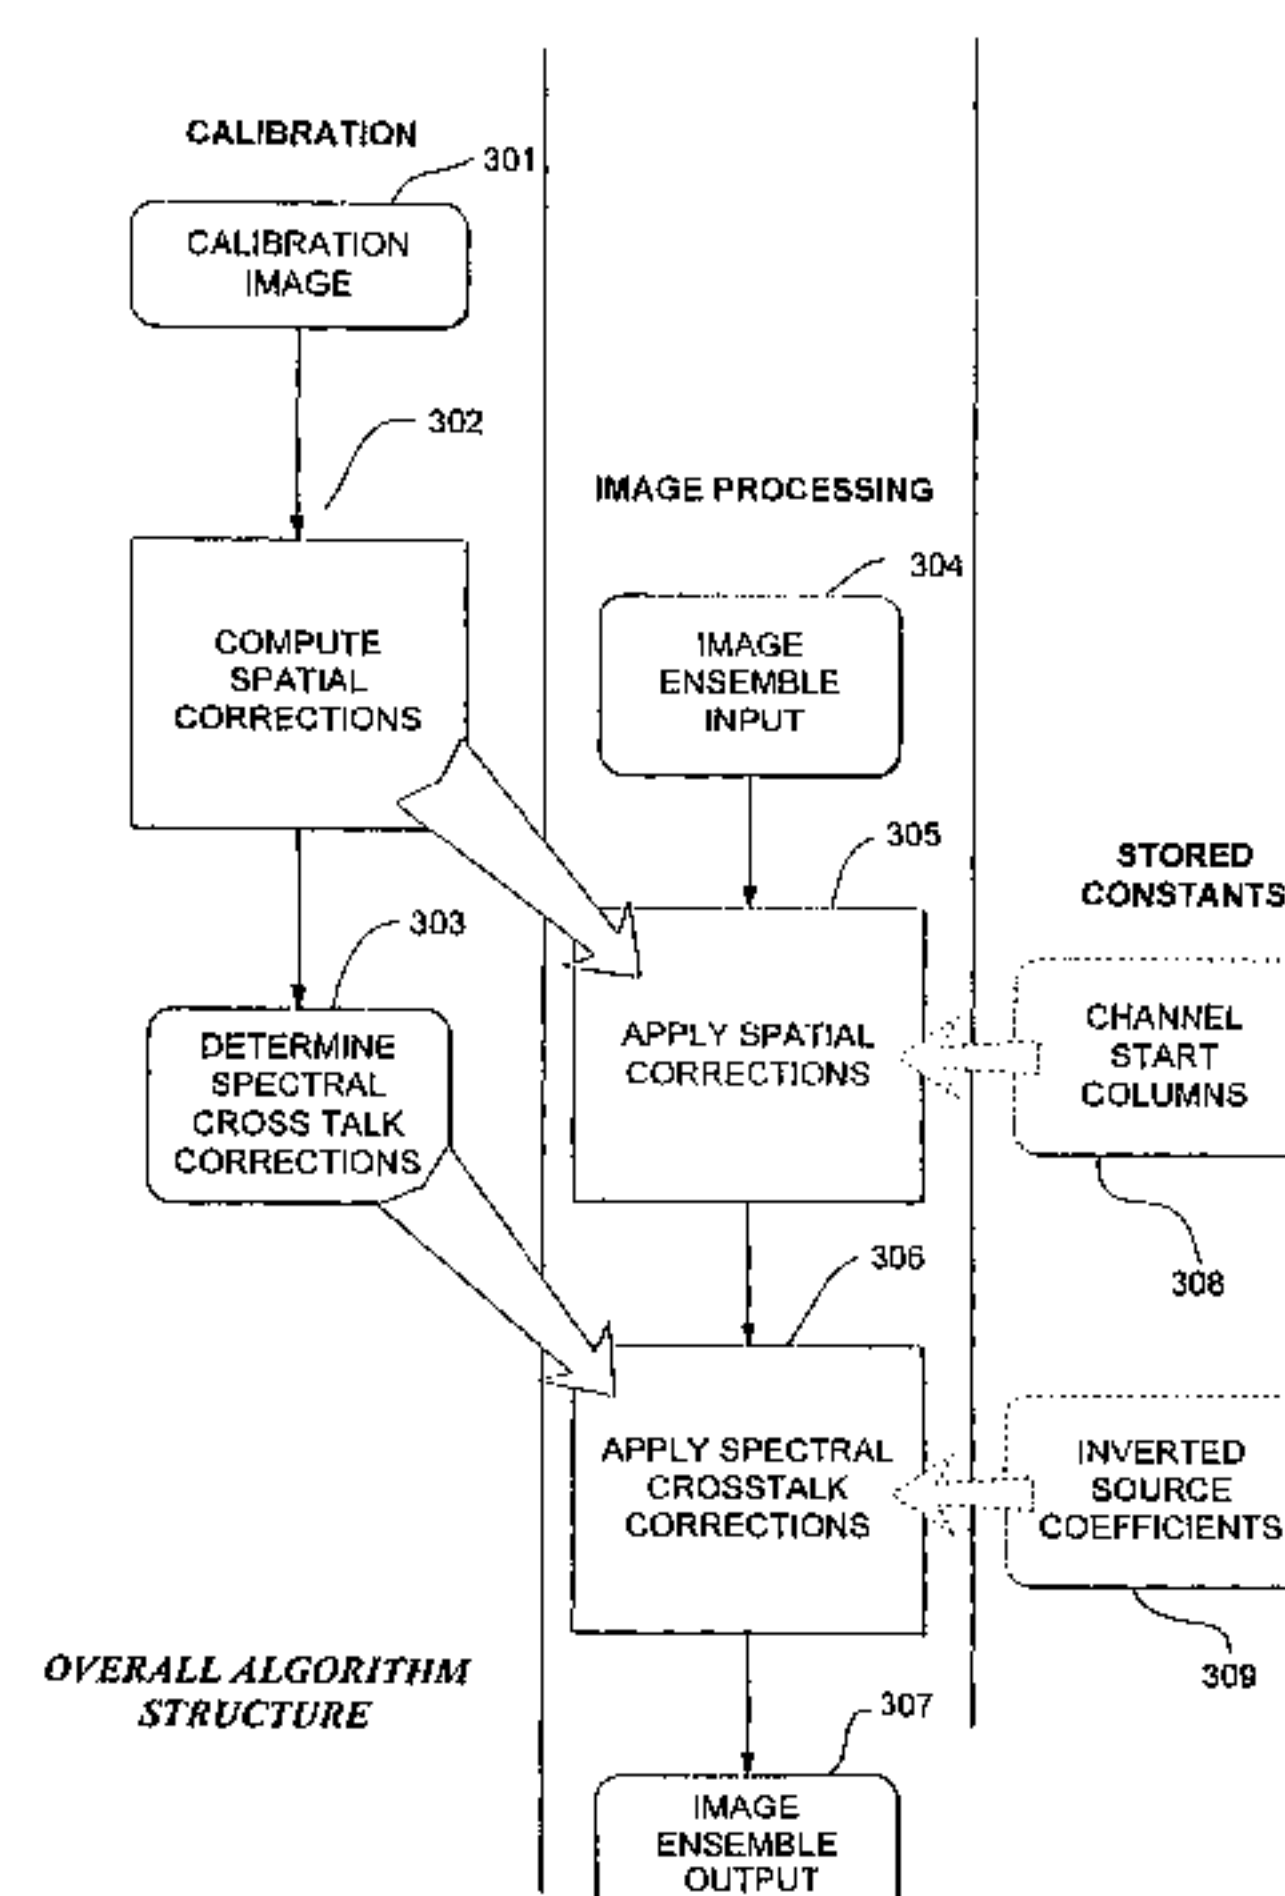 CALIBRATION
301
CALIBRATION
IMAGE
302
COMPUTE
SPATIAL
CORRECTIONS
303
DETERMINE
SPECTRAL
CROSS TALK
CORRECTIONS
OVERALL ALGORITHM
STRUCTURE
IMAGE PROCESSING
304
IMAGE
ENSEMBLE
INPUT
305
APPLY SPATIAL
CORRECTIONS
306
APPLY SPECTRAL
CROSSTALK
CORRECTIONS
307
IMAGE
ENSEMBLE
OUTPUT
STORED
CONSTANTS
CHANNEL
START
COLUMNS
308
INVERTED
SOURCE
COEFFICIENTS
309